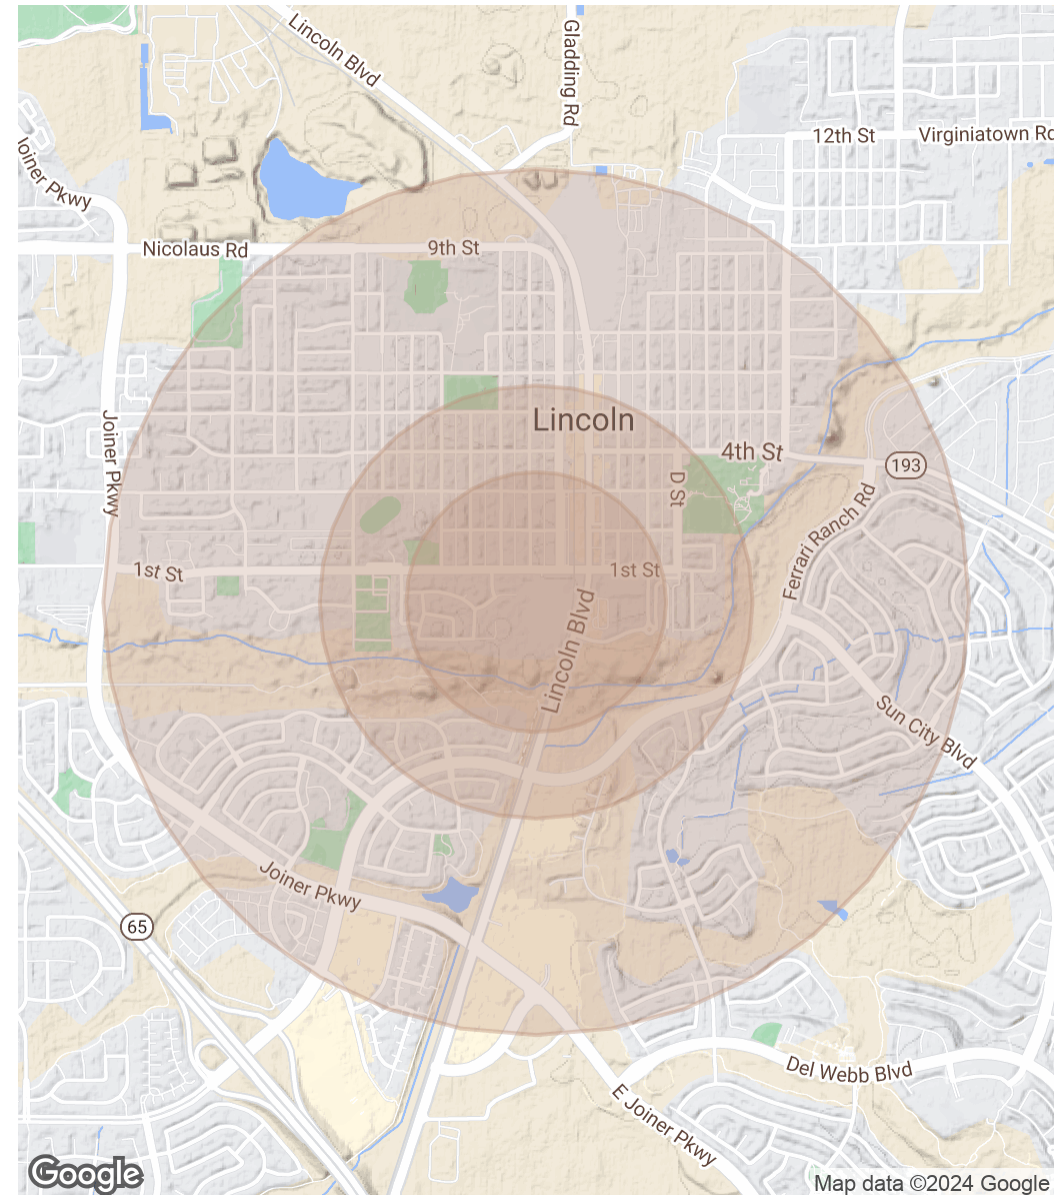 Lincoln Blvd
Gladding Rd
12th St
Virginiatown Rd
Joiner Pkwy
Nicolaus Rd
9th St
Lincoln
4th St
193
Joiner Pkwy
D St
Ferrari Ranch Rd
1st St
1st St
Lincoln Blvd
Sun City Blvd
Joiner Pkwy
65
Del Webb Blvd
E Joiner Pkwy
Google
Map data ©2024 Google